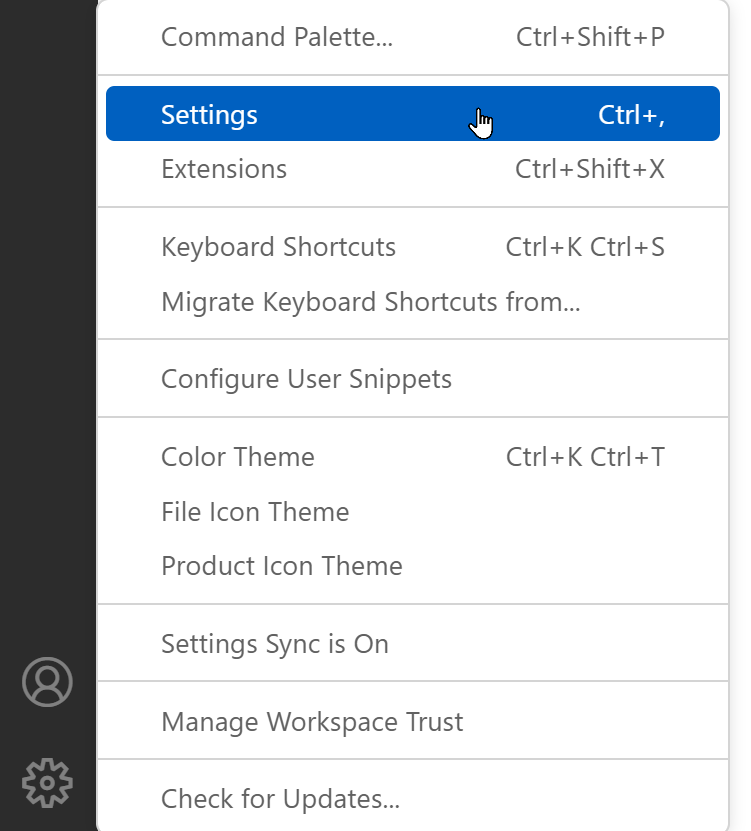 Command Palette... Ctrl+Shift+P
Settings Ctrl+,
Extensions Ctrl+Shift+X
Keyboard Shortcuts Ctrl+K Ctrl+S
Migrate Keyboard Shortcuts from...
Configure User Snippets
Color Theme Ctrl+K Ctrl+T
File Icon Theme
Product Icon Theme
Settings Sync is On
Manage Workspace Trust
Check for Updates...